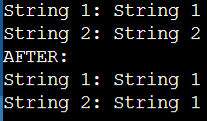 String 1: String 1
String 2: String 2
AFTER:
String 1: String 1
String 2: String 1